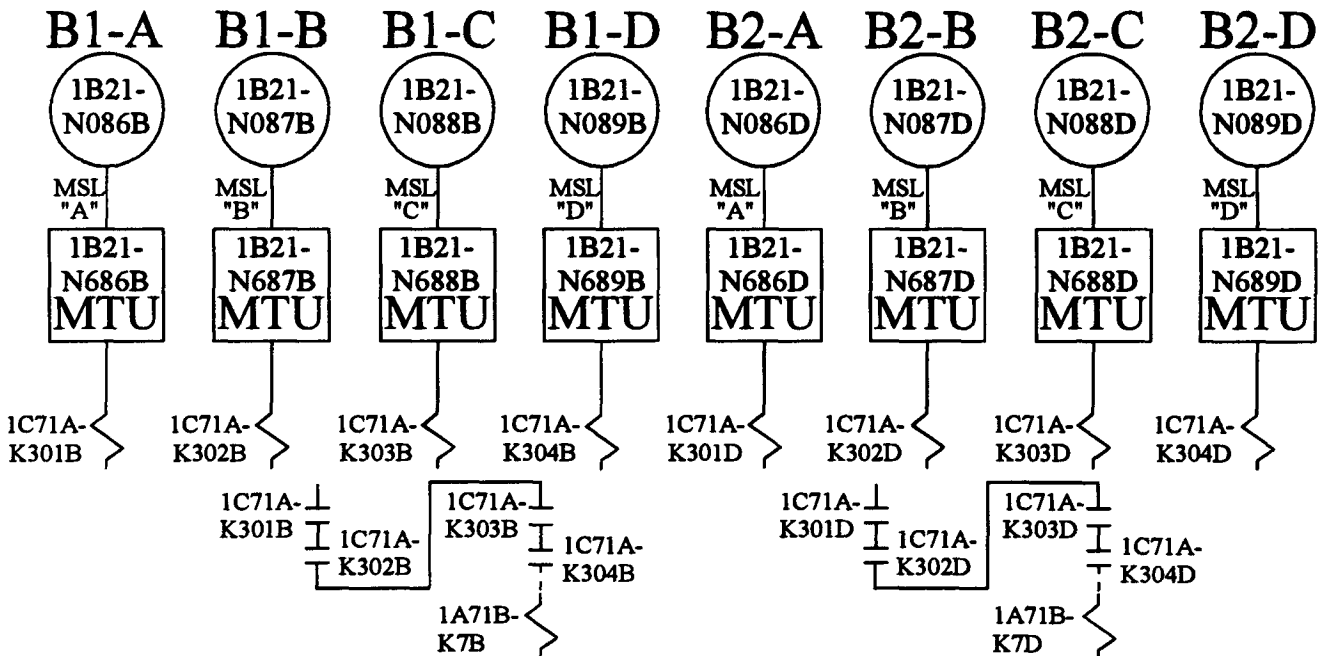 B1-A B1-B B1-C B1-D B2-A B2-B B2-C B2-D
1B21- 1B21- 1B21- 1B21- 1B21- 1B21- 1B21- 1B21-
N086B N087B N088B N089B N086D N087D N088D N089D
MSL MSL MSL MSL MSL MSL MSL MSL
"A" "B" "C" "D" "A" "B" "C" "D"
1B21- 1B21- 1B21- 1B21- 1B21- 1B21- 1B21- 1B21-
N686B N687B N688B N689B N686D N687D N688D N689D
MTU MTU MTU MTU MTU MTU MTU MTU
1C71A- 1C71A- 1C71A- 1C71A- 1C71A- 1C71A- 1C71A- 1C71A-
K301B K302B K303B K304B K301D K302D K303D K304D
1C71A- 1C71A- 1C71A- 1C71A-
K301B K303B K301D K303D
1C71A- 1C71A- 1C71A- 1C71A-
K302B K304B K302D K304D
1A71B- 1A71B-
K7B K7D